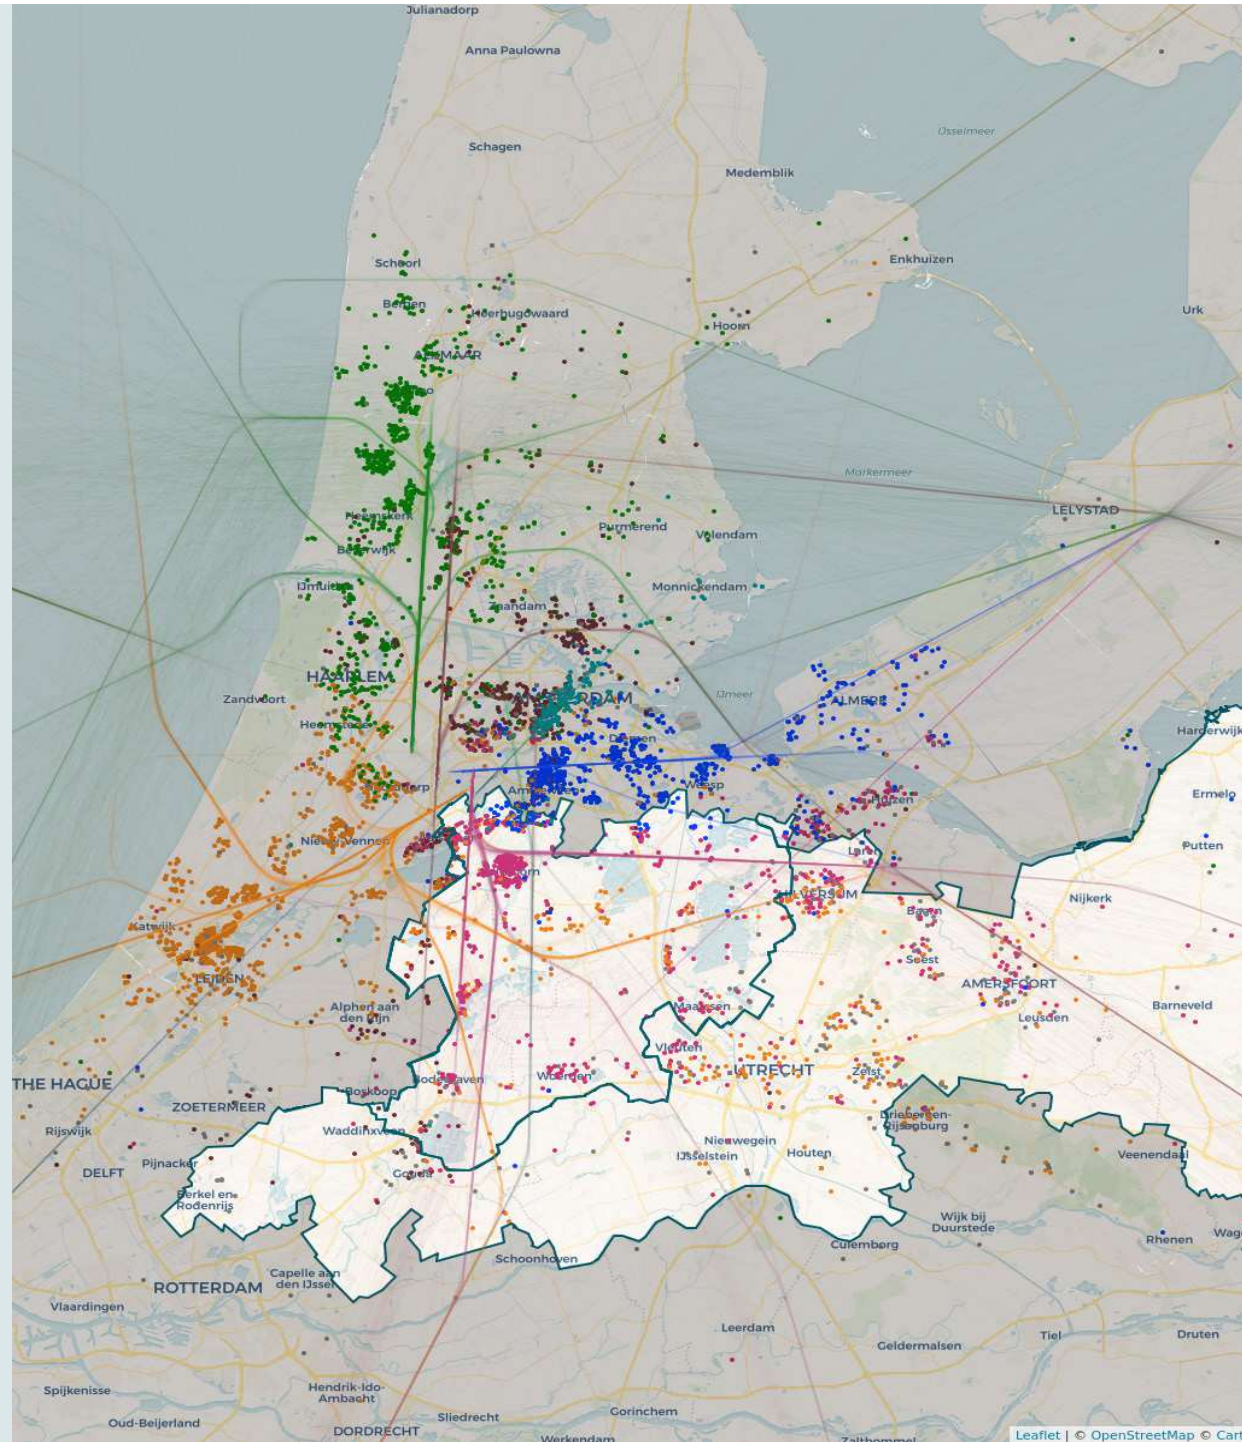 Julianadorp
Anna Paulowna
IJsselmeer
Schagen
Medemblik
Schoorl
Enkhuizen
Bergen
Heerhugowaard
Urk
Hoorn
ALKMAAR
Markermeer
LELYSTAD
Heemskerk
Purmerend
Volendam
Beverwijk
IJmuiden
Monnickendam
Zaandam
HAARLEM
Zandvoort
IJmeer
ALMERE
Heemstede
Diemen
Harderwijk
Weesp
Ermelo
Huizen
Nieuw-Vennep
Putten
HILVERSUM
Nijkerk
Baarn
Katwijk
Soest
LEIDEN
AMERSFOORT
Alphen aan
den Rijn
Maarssen
Barneveld
Leusden
Vleuten
UTRECHT
Zeist
THE HAGUE
Bodegraven
Woerden
Boskoop
ZOETERMEER
Driebergen-
Rijsenburg
Rijswijk
Waddinxveen
Nieuwegein
IJsselstein
Houten
Veenendaal
Pijnacker
DELFT
Gouda
Berkel en
Rodenrijs
Wijk bij
Duurstede
Rhenen
Wag
Culemborg
Schoonhoven
Capelle aan
den IJssel
ROTTERDAM
Vlaardingen
Leerdam
Tiel
Druten
Geldermalsen
Spijkenisse
Hendrik-Ido-
Ambacht
Gorinchem
Sliedrecht
Oud-Beijerland
DORDRECHT
Werkendam
Zaltbommel
Leaflet | © OpenStreetMap © Cart